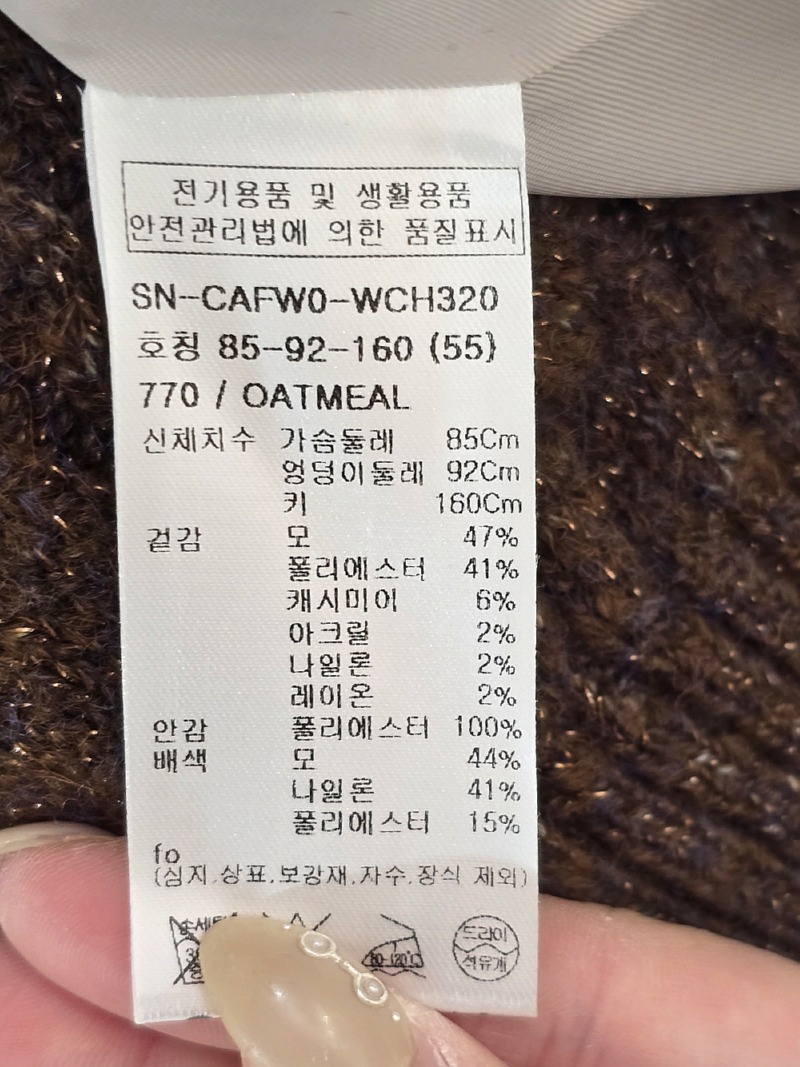 전기용품 및 생활용품
안전관리법에 의한 품질표시
SN-CAFW0-WCH320
호칭 85-92-160 (55)
770 / OATMEAL
신체치수 가슴둘레 85Cm
엉덩이둘레 92Cm
키 160Cm
겉감 모 47%
폴리에스터 41%
캐시미어 6%
아크릴 2%
나일론 2%
레이온 2%
안감 폴리에스터 100%
배색 모 44%
나일론 41%
폴리에스터 15%
fo
(심지,상표,보강재,자수,장식 제외)
80-120℃ 드라이
석유계